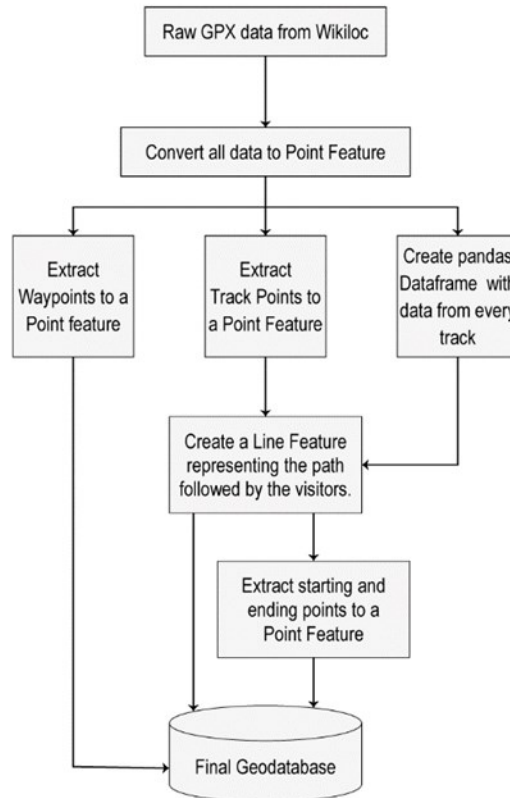 Raw GPX data from Wikiloc
Convert all data to Point Feature
Extract
Waypoints to a
Point feature
Extract
Track Points to
a Point Feature
Create pandas
Dataframe with
data from every
track
Create a Line Feature
representing the path
followed by the visitors.
Extract starting and
ending points to a
Point Feature
Final Geodatabase